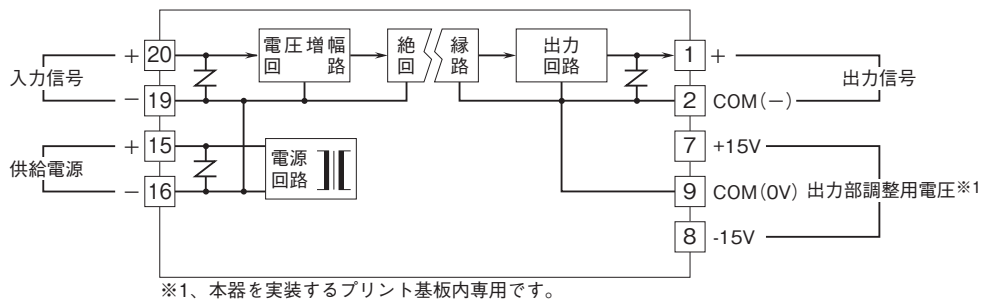 入力信号
+ 20
− 19
電圧増幅
回路
絶縁
回路
出力
回路
1 +
出力信号
2 COM(−)
供給電源
+ 15
− 16
電源
回路
7 +15V
9 COM(0V)
出力部調整用電圧※1
8 -15V
※1、本器を実装するプリント基板内専用です。